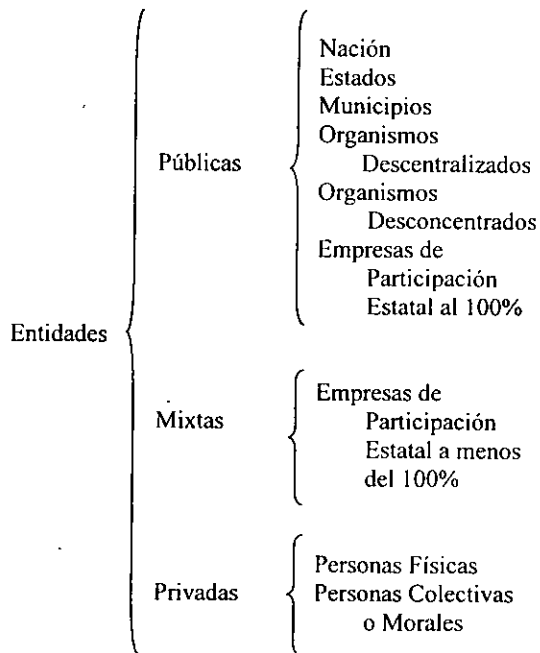 Entidades
Públicas
Nación
Estados
Municipios
Organismos
Descentralizados
Organismos
Desconcentrados
Empresas de
Participación
Estatal al 100%
Mixtas
Empresas de
Participación
Estatal a menos
del 100%
Privadas
Personas Físicas
Personas Colectivas
o Morales